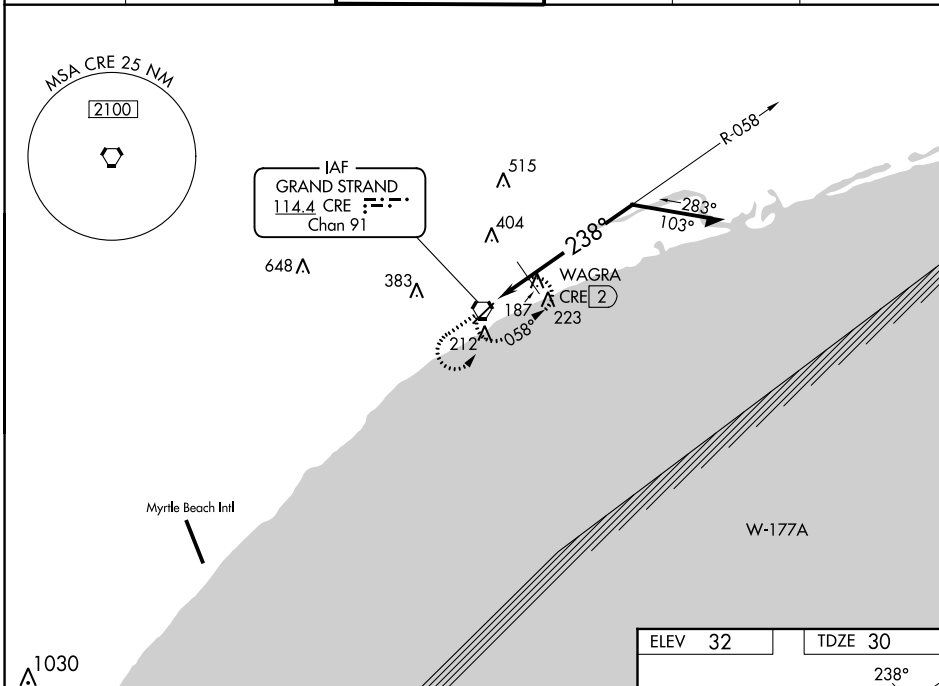 MSA CRE 25 NM
2100
IAF
GRAND STRAND
114.4 CRE
Chan 91
515
404
648
383
R-058
238°
283°
103°
WAGRA
CRE 2
187
223
212
058°
Myrtle Beach Intl
W-177A
1030
ELEV 32
TDZE 30
238°